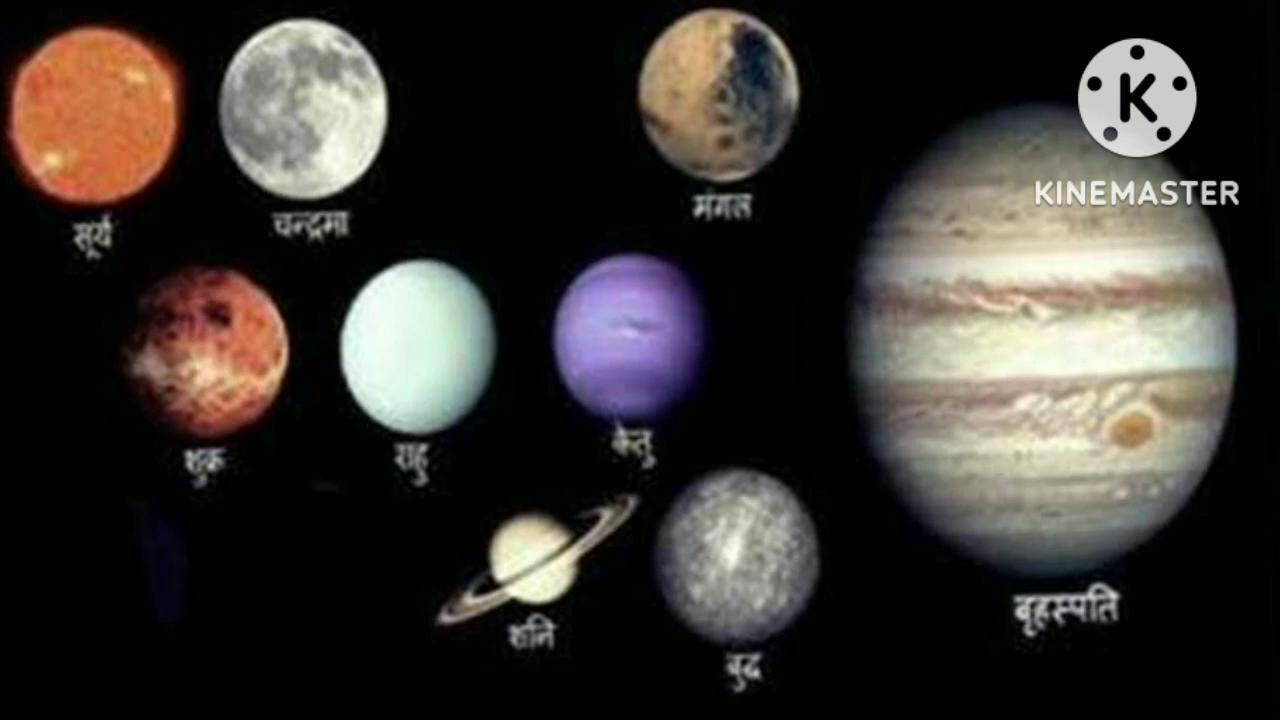 K
KINEMASTER
सूर्य
चन्द्रमा
मंगल
शुक्र
राहु
केतु
शनि
बुद्ध
बृहस्पति